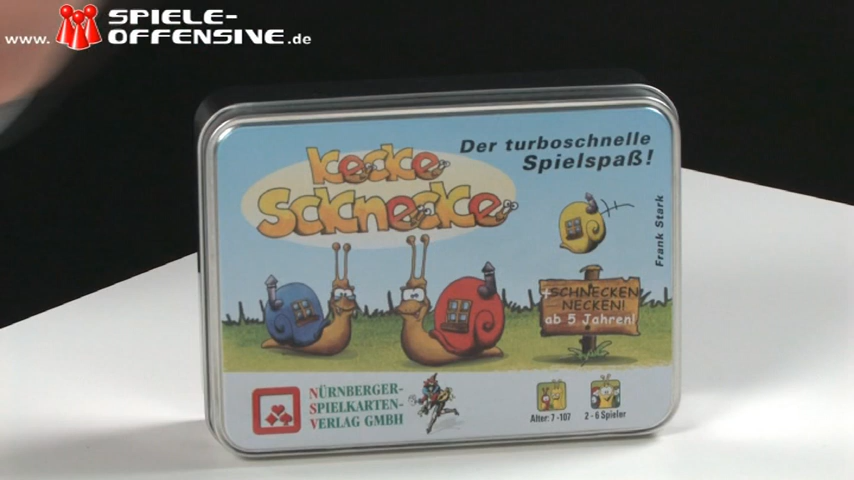 www. SPIELE-
OFFENSIVE.de
Der turboschnelle
Spielspaß!
kecke
Scknecke
Frank Stark
+SCHNECKEN
NECKEN!
ab 5 Jahren!
NÜRNBERGER-
SPIELKARTEN-
VERLAG GMBH
Alter: 7 -107
2 - 6 Spieler